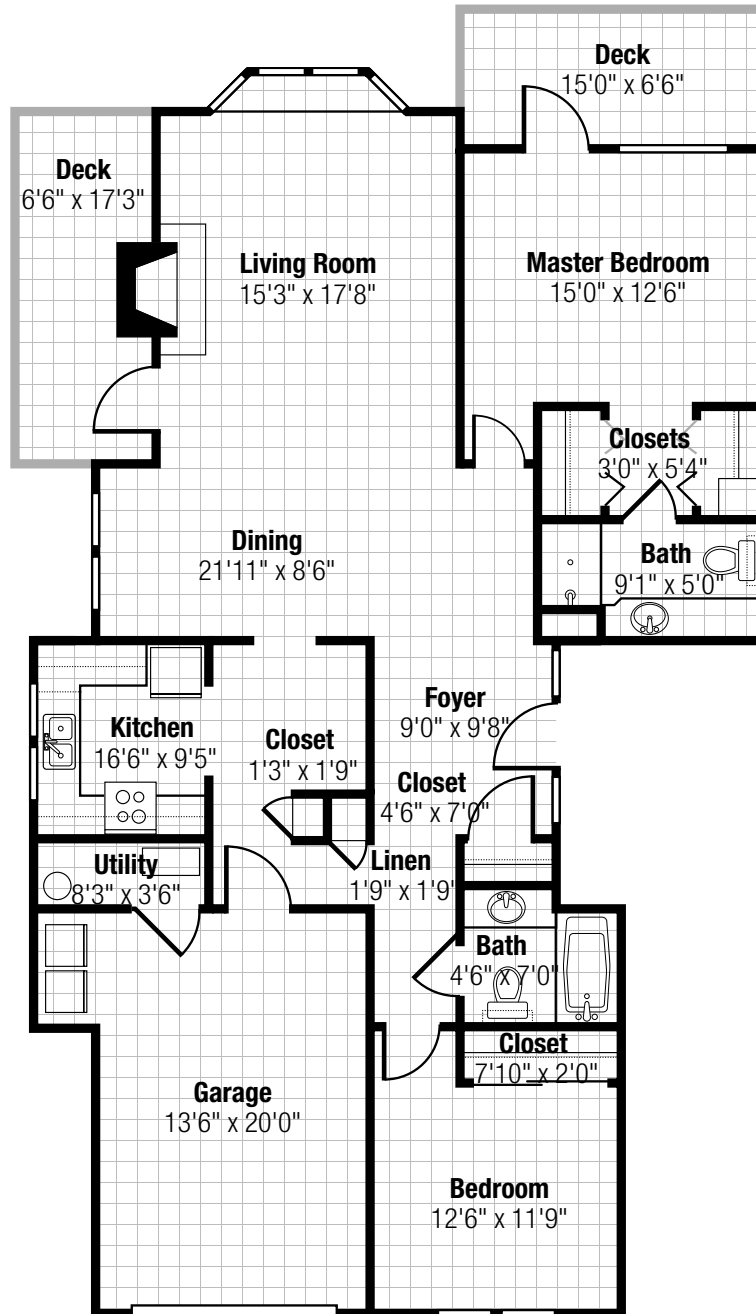 Deck
15'0" x 6'6"
Deck
6'6" x 17'3"
Living Room
15'3" x 17'8"
Master Bedroom
15'0" x 12'6"
Closets
3'0" x 5'4"
Dining
21'11" x 8'6"
Bath
9'1" x 5'0"
Kitchen
16'6" x 9'5"
Closet
1'3" x 1'9"
Foyer
9'0" x 9'8"
Closet
4'6" x 7'0"
Utility
8'3" x 3'6"
Linen
1'9" x 1'9"
Bath
4'6" x 7'0"
Closet
7'10" x 2'0"
Garage
13'6" x 20'0"
Bedroom
12'6" x 11'9"